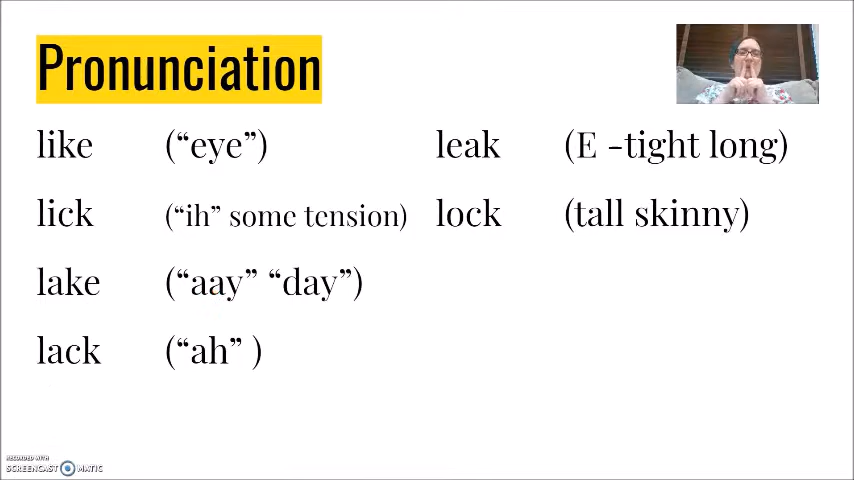 Pronunciation
like (“eye”)
lick (“ih” some tension)
lake (“aay” “day”)
lack (“ah” )
leak (E -tight long)
lock (tall skinny)
RECORDED WITH
SCREENCAST MATIC